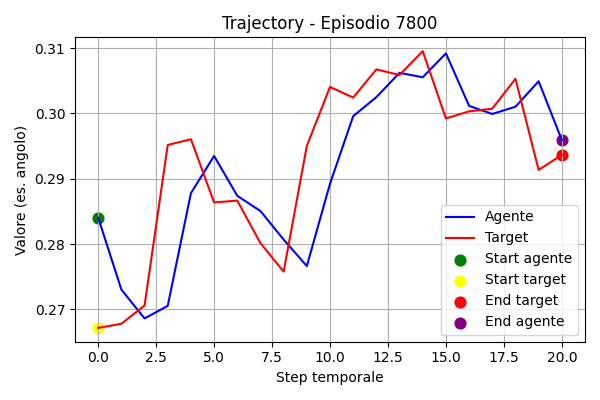 Trajectory - Episodio 7800
Valore (es. angolo)
0.31
0.30
0.29
0.28
0.27
Agente
Target
Start agente
Start target
End target
End agente
0.0 2.5 5.0 7.5 10.0 12.5 15.0 17.5 20.0
Step temporale